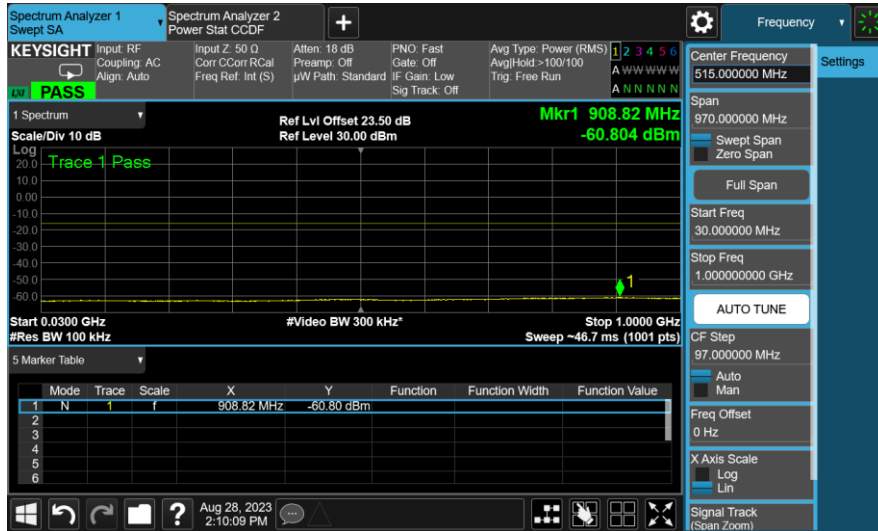 Spectrum Analyzer 1
Swept SA
Spectrum Analyzer 2
Power Stat CCDF
Frequency
KEYSIGHT
Input: RF
Coupling: AC
Align: Auto
Input Z: 50 Ω
Corr CCorr RCal
Freq Ref: Int (S)
Atten: 18 dB
Preamp: Off
µW Path: Standard
PNO: Fast
Gate: Off
IF Gain: Low
Sig Track: Off
Avg Type: Power (RMS)
Avg|Hold:>100/100
Trig: Free Run
1 2 3 4 5 6
A W W W W W
A N N N N N
LXI
PASS
1 Spectrum
Scale/Div 10 dB
Ref Lvl Offset 23.50 dB
Ref Level 30.00 dBm
Mkr1 908.82 MHz
-60.804 dBm
Log
Trace 1 Pass
20.0
10.0
0.00
-10.0
-20.0
-30.0
-40.0
-50.0
-60.0
1
Start 0.0300 GHz
#Res BW 100 kHz
#Video BW 300 kHz*
Stop 1.0000 GHz
Sweep ~46.7 ms (1001 pts)
5 Marker Table
Mode Trace Scale X Y Function Function Width Function Value
1 N 1 f 908.82 MHz -60.80 dBm
2
3
4
5
6
Aug 28, 2023
2:10:09 PM
Center Frequency
515.000000 MHz
Settings
Span
970.000000 MHz
Swept Span
Zero Span
Full Span
Start Freq
30.000000 MHz
Stop Freq
1.000000000 GHz
AUTO TUNE
CF Step
97.000000 MHz
Auto
Man
Freq Offset
0 Hz
X Axis Scale
Log
Lin
Signal Track
(Span Zoom)